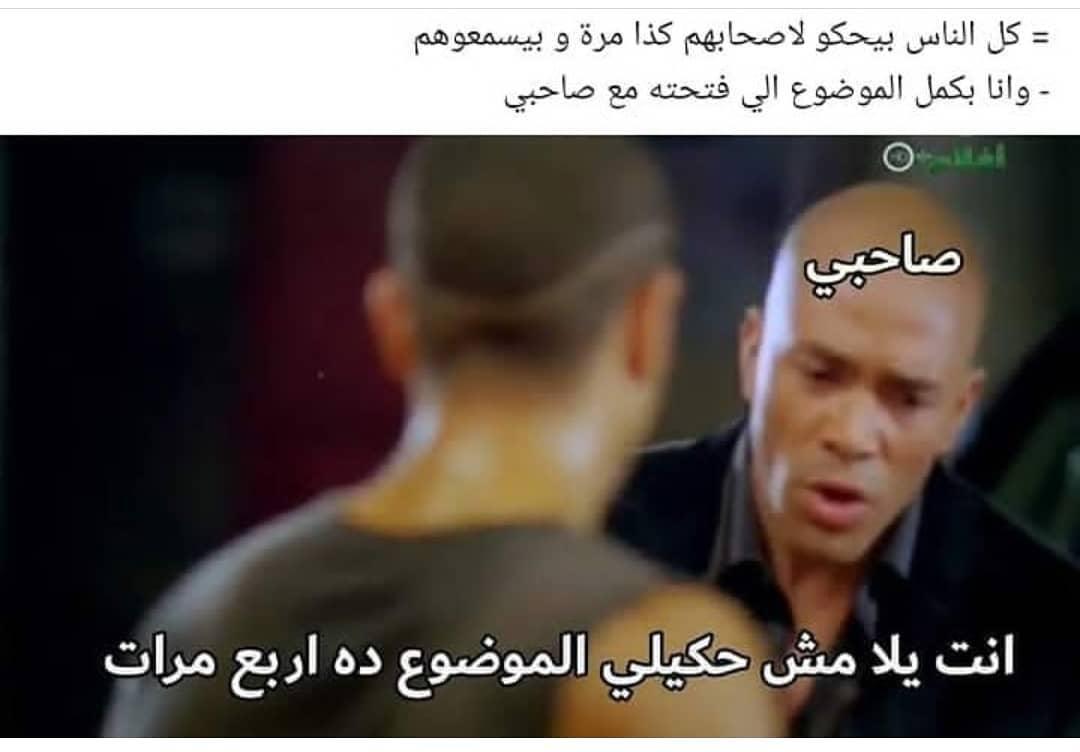 = كل الناس بيحكو لاصحابهم كذا مرة و بيسمعوهم
- وانا بكمل الموضوع الي فتحته مع صاحبي
صاحبي
انت يلا مش حكيلي الموضوع ده اربع مرات